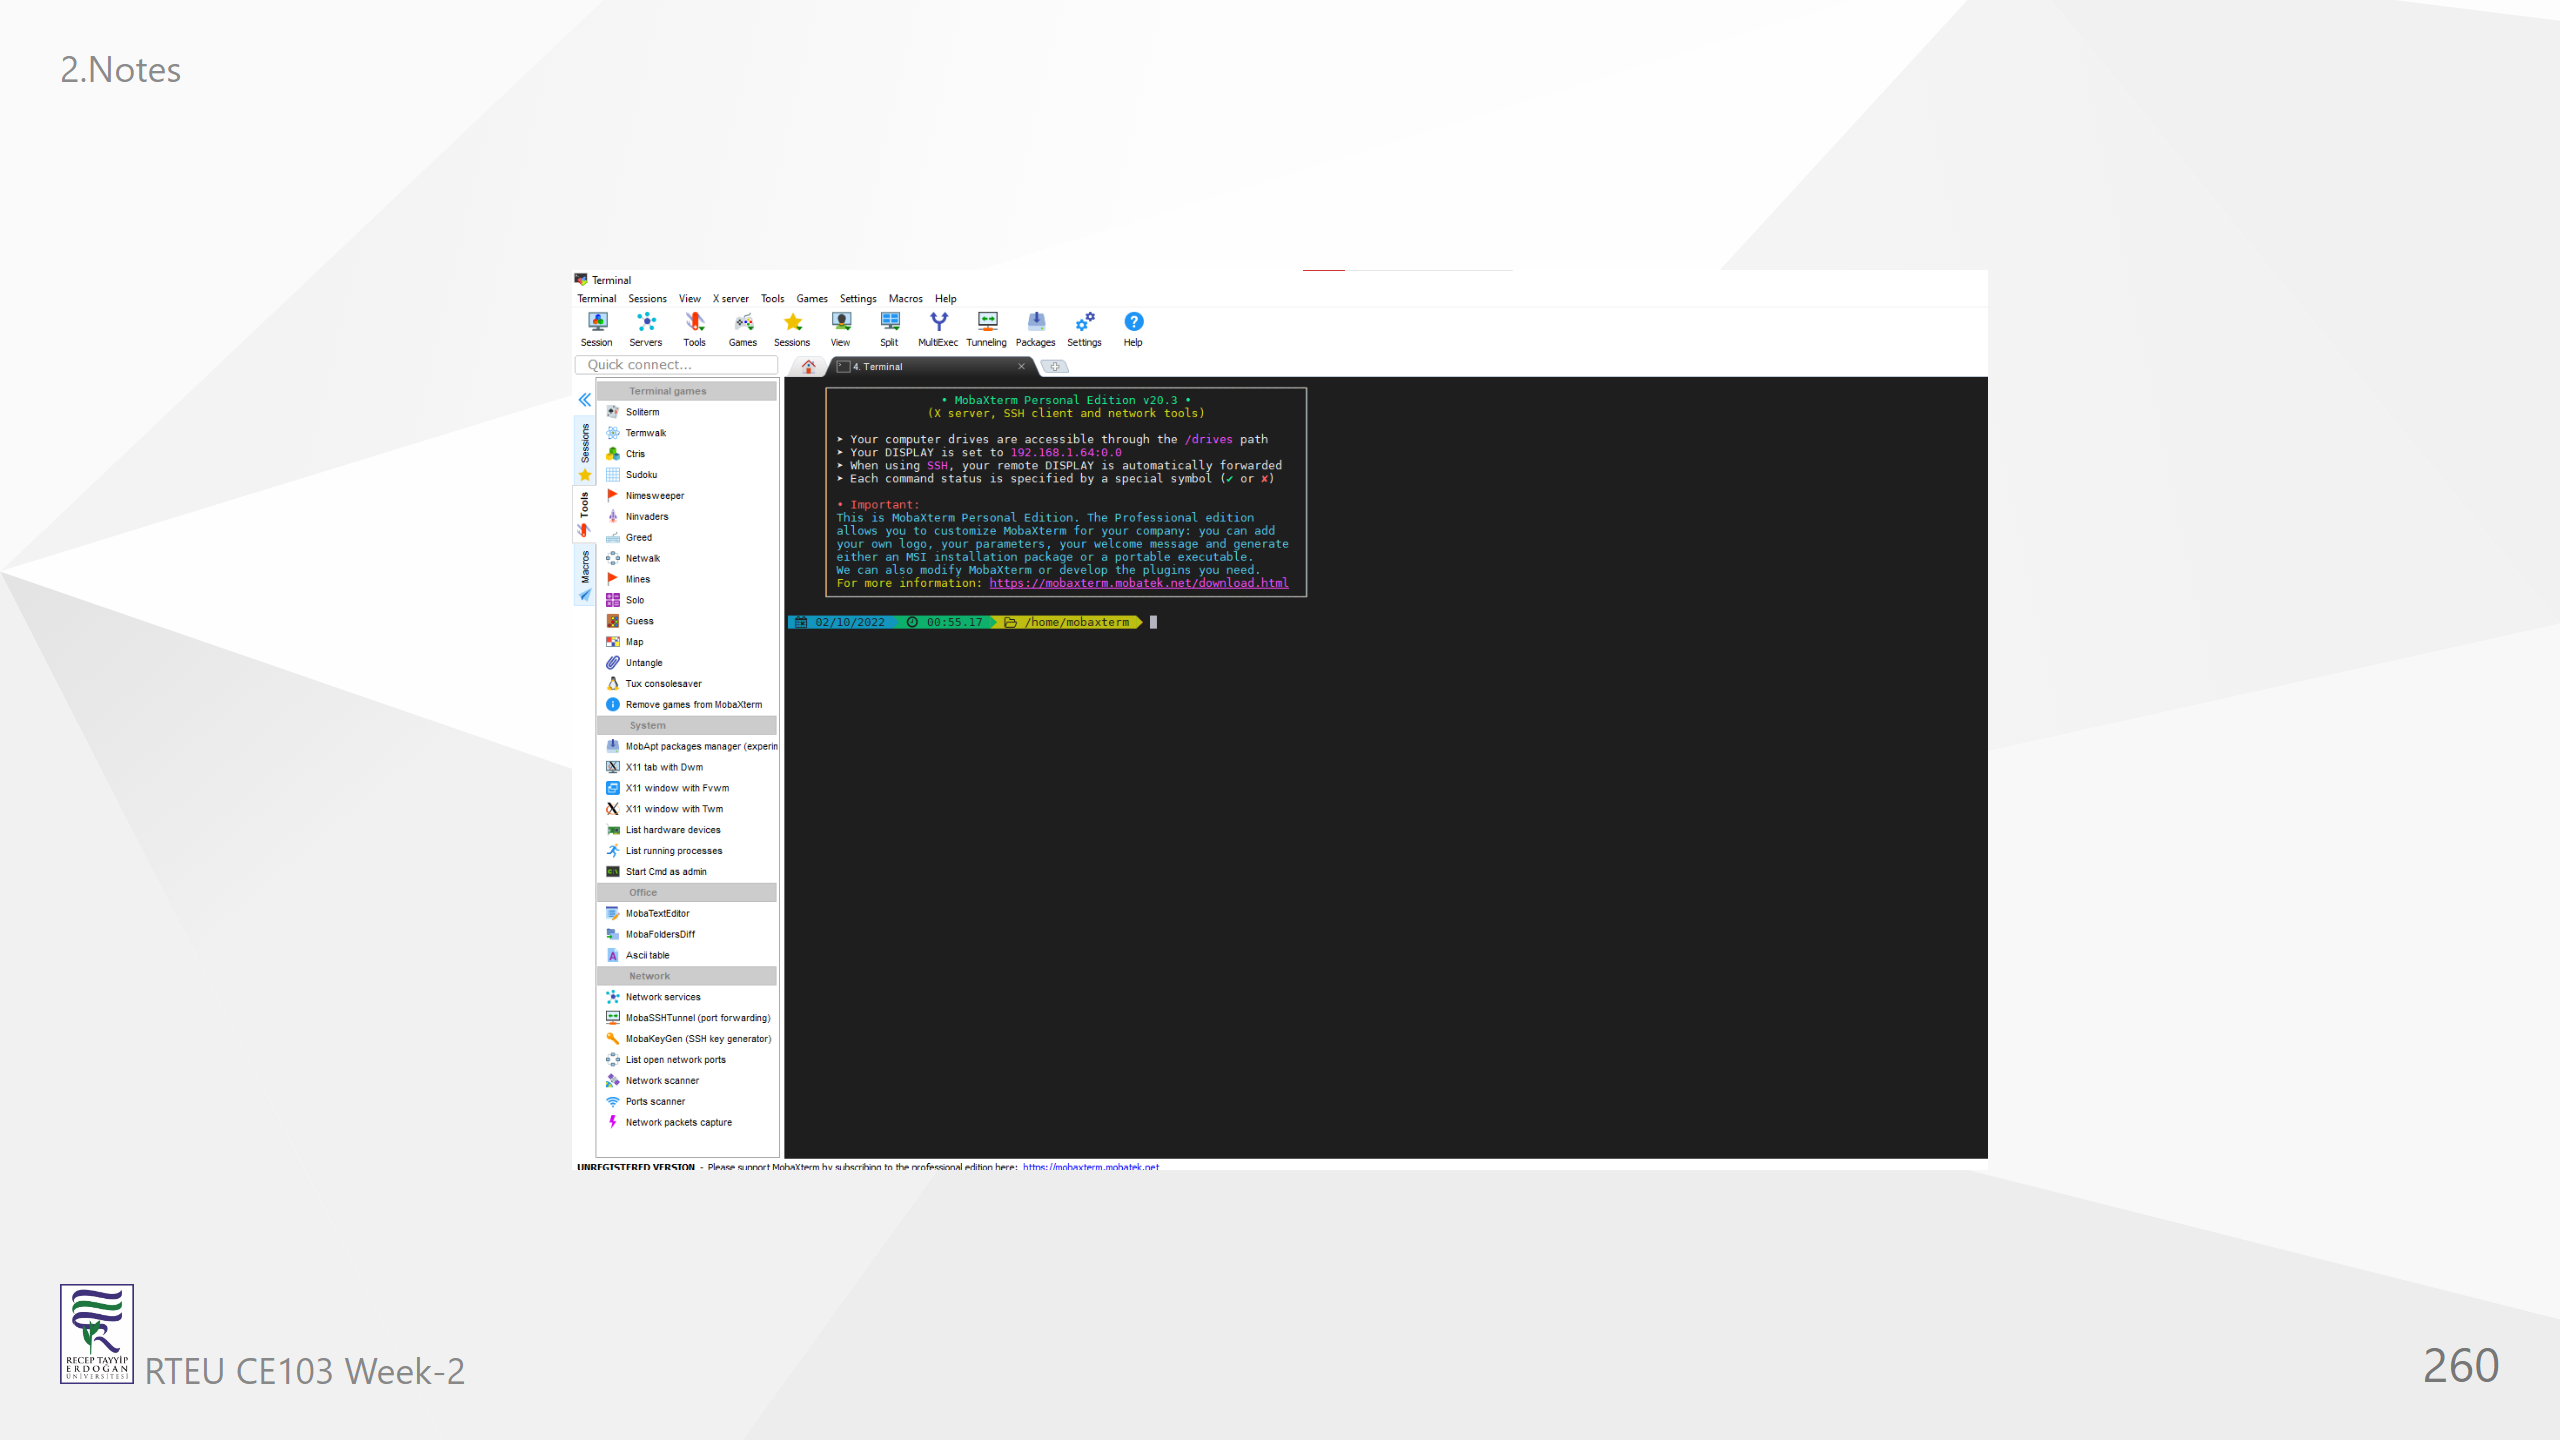 2.Notes
Terminal
Terminal Sessions View X server Tools Games Settings Macros Help
Session Servers Tools Games Sessions View Split MultiExec Tunneling Packages Settings Help
Quick connect...
4. Terminal
Sessions
Tools
Macros
Terminal games
Soliterm
Termwalk
Ctris
Sudoku
Nimesweeper
Ninvaders
Greed
Netwalk
Mines
Solo
Guess
Map
Untangle
Tux consolesaver
Remove games from MobaXterm
System
MobApt packages manager (experin
X11 tab with Dwm
X11 window with Fvwm
X11 window with Twm
List hardware devices
List running processes
Start Cmd as admin
Office
MobaTextEditor
MobaFoldersDiff
Ascii table
Network
Network services
MobaSSHTunnel (port forwarding)
MobaKeyGen (SSH key generator)
List open network ports
Network scanner
Ports scanner
Network packets capture
• MobaXterm Personal Edition v20.3 •
(X server, SSH client and network tools)
➤ Your computer drives are accessible through the /drives path
➤ Your DISPLAY is set to 192.168.1.64:0.0
➤ When using SSH, your remote DISPLAY is automatically forwarded
➤ Each command status is specified by a special symbol (✔ or ✘)
• Important:
This is MobaXterm Personal Edition. The Professional edition
allows you to customize MobaXterm for your company: you can add
your own logo, your parameters, your welcome message and generate
either an MSI installation package or a portable executable.
We can also modify MobaXterm or develop the plugins you need.
For more information: https://mobaxterm.mobatek.net/download.html
02/10/2022 00:55.17 /home/mobaxterm
UNREGISTERED VERSION - Please support MobaXterm by subscribing to the professional edition here: https://mobaxterm.mobatek.net
RECEP TAYYİP
ERDOĞAN
ÜNİVERSİTESİ
RTEU CE103 Week-2
260